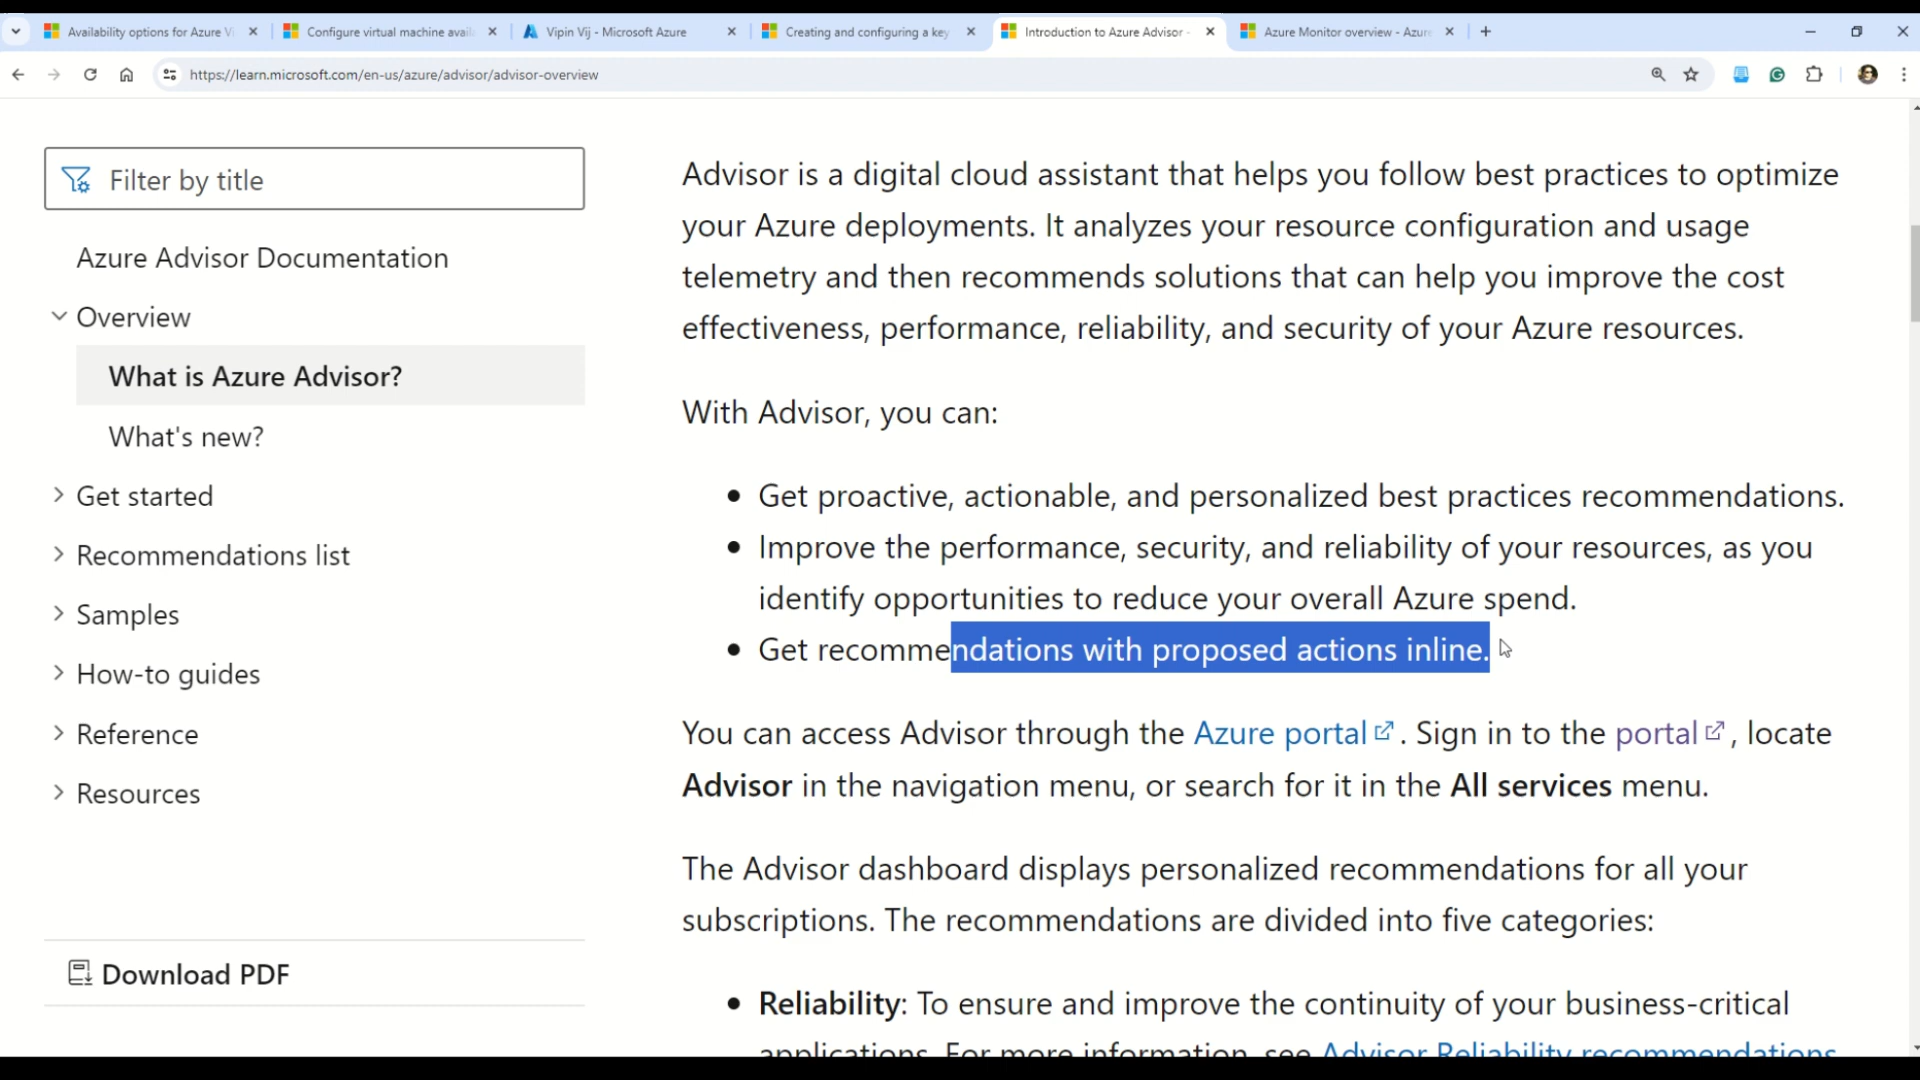 Availability options for Azure Vi
Configure virtual machine avail
Vipin Vij - Microsoft Azure
Creating and configuring a key
Introduction to Azure Advisor -
Azure Monitor overview - Azure
https://learn.microsoft.com/en-us/azure/advisor/advisor-overview
Filter by title
Azure Advisor Documentation
Overview
What is Azure Advisor?
What's new?
Get started
Recommendations list
Samples
How-to guides
Reference
Resources
Download PDF
Advisor is a digital cloud assistant that helps you follow best practices to optimize
your Azure deployments. It analyzes your resource configuration and usage
telemetry and then recommends solutions that can help you improve the cost
effectiveness, performance, reliability, and security of your Azure resources.
With Advisor, you can:
Get proactive, actionable, and personalized best practices recommendations.
Improve the performance, security, and reliability of your resources, as you
identify opportunities to reduce your overall Azure spend.
Get recommendations with proposed actions inline.
You can access Advisor through the Azure portal. Sign in to the portal, locate
Advisor in the navigation menu, or search for it in the All services menu.
The Advisor dashboard displays personalized recommendations for all your
subscriptions. The recommendations are divided into five categories:
Reliability: To ensure and improve the continuity of your business-critical
applications. For more information, see Advisor Reliability recommendations